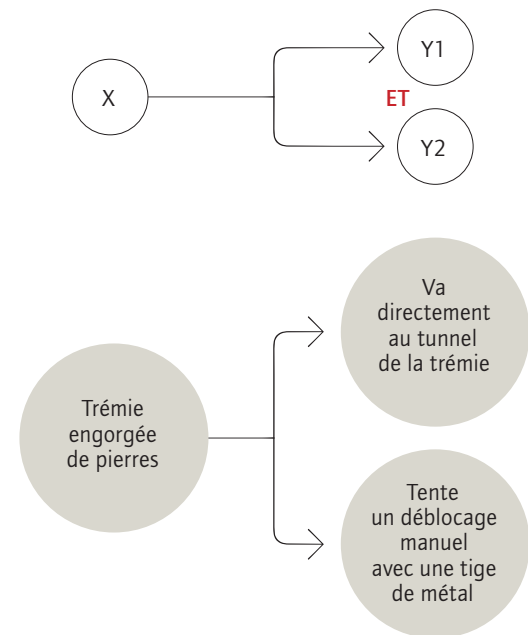 X
Y1
ET
Y2
Trémie
engorgée
de pierres
Va
directement
au tunnel
de la trémie
Tente
un déblocage
manuel
avec une tige
de métal